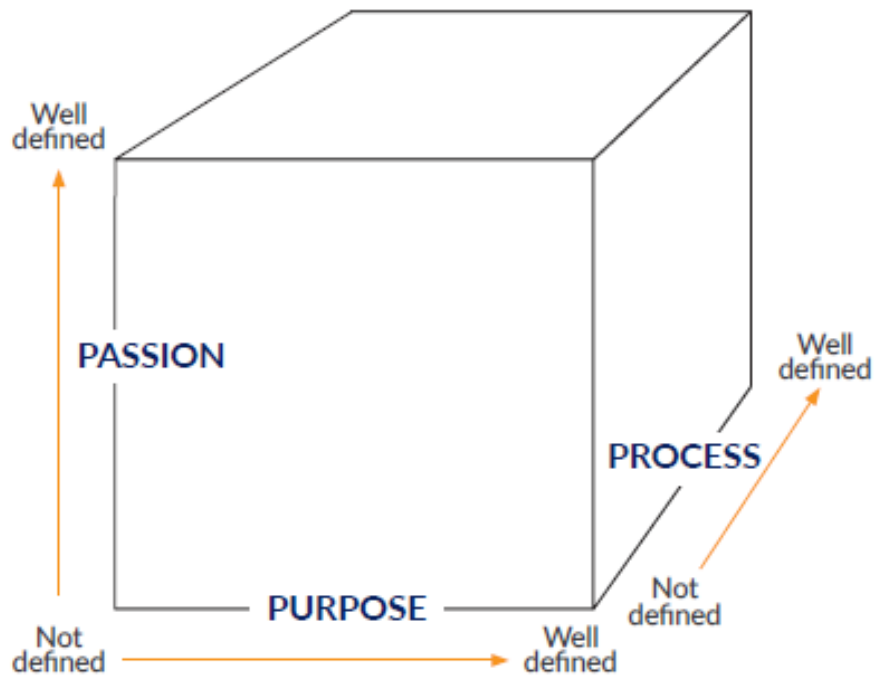 Well
defined
PASSION
Well
defined
PROCESS
Not
defined
PURPOSE
Not
defined
Well
defined